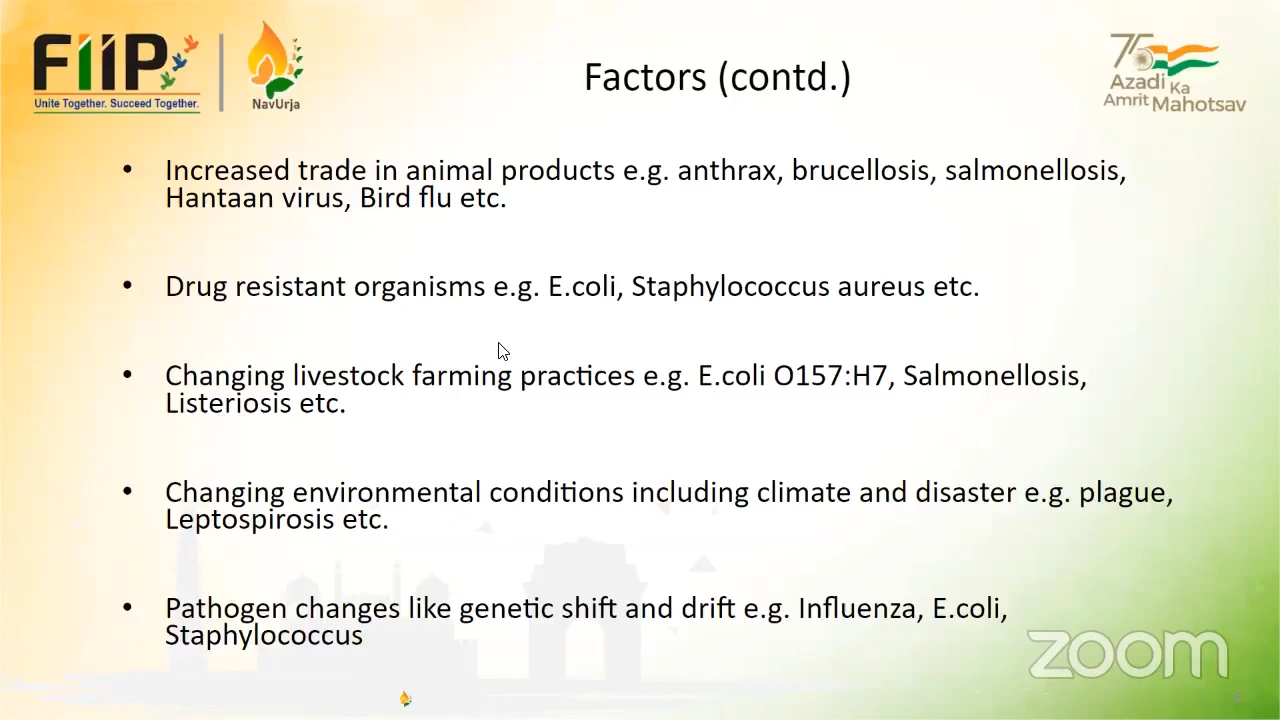 FIIP
Unite Together. Succeed Together.
NavUrja
Factors (contd.)
75
Azadi Ka
Amrit Mahotsav
• Increased trade in animal products e.g. anthrax, brucellosis, salmonellosis,
Hantaan virus, Bird flu etc.
• Drug resistant organisms e.g. E.coli, Staphylococcus aureus etc.
• Changing livestock farming practices e.g. E.coli O157:H7, Salmonellosis,
Listeriosis etc.
• Changing environmental conditions including climate and disaster e.g. plague,
Leptospirosis etc.
• Pathogen changes like genetic shift and drift e.g. Influenza, E.coli,
Staphylococcus
zoom